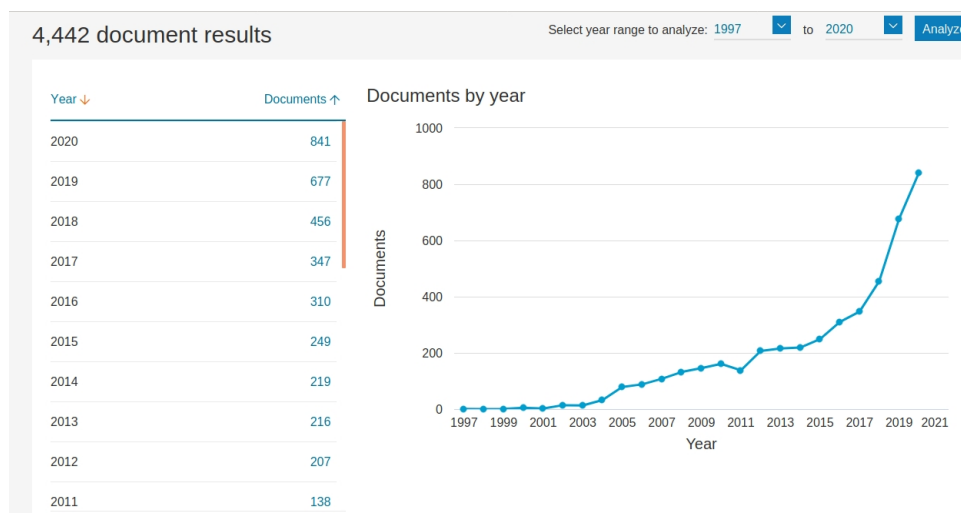 4,442 document results
Select year range to analyze: 1997 to 2020 Analyze
Year ↓ Documents ↑
2020 841
2019 677
2018 456
2017 347
2016 310
2015 249
2014 219
2013 216
2012 207
2011 138
Documents by year
1000
800
600
400
200
0
Documents
1997 1999 2001 2003 2005 2007 2009 2011 2013 2015 2017 2019 2021
Year